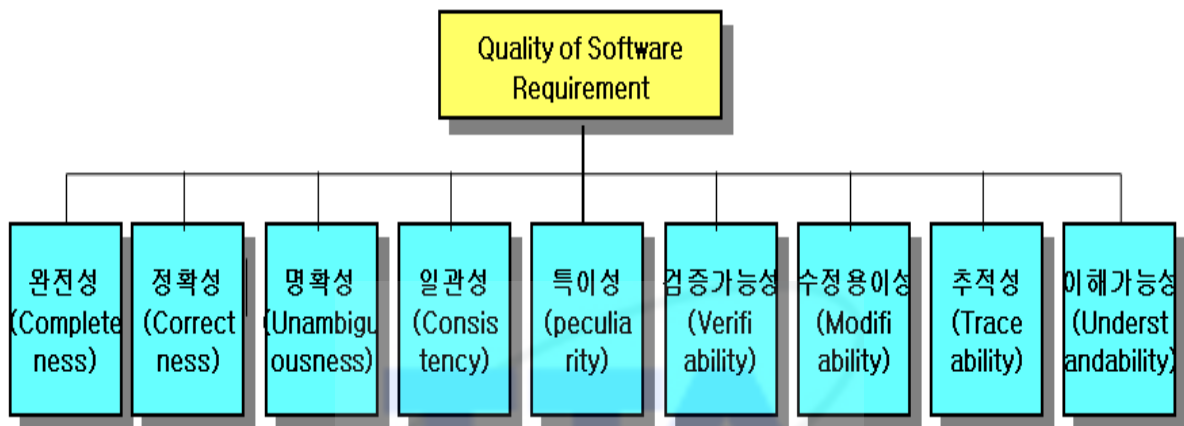 Quality of Software
Requirement
완전성
(Complete
ness)
정확성
(Correct
ness)
명확성
(Unambigu
ousness)
일관성
(Consis
tency)
특이성
(peculia
rity)
검증가능성
(Verifi
ability)
수정용이성
(Modifi
ability)
추적성
(Trace
ability)
이해가능성
(Underst
andability)
TTA